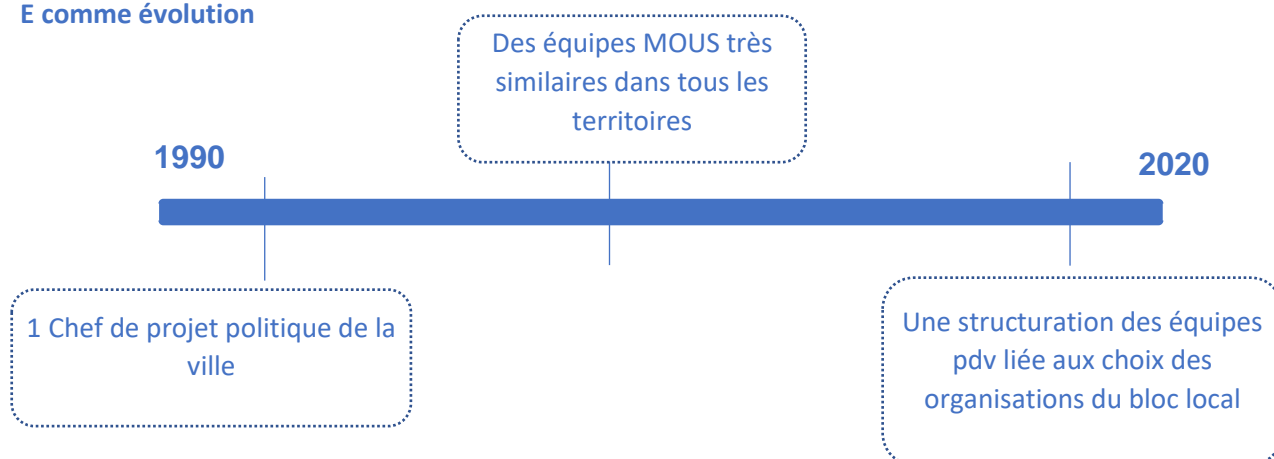 E comme évolution
Des équipes MOUS très
similaires dans tous les
territoires
1990
2020
1 Chef de projet politique de la
ville
Une structuration des équipes
pdv liée aux choix des
organisations du bloc local